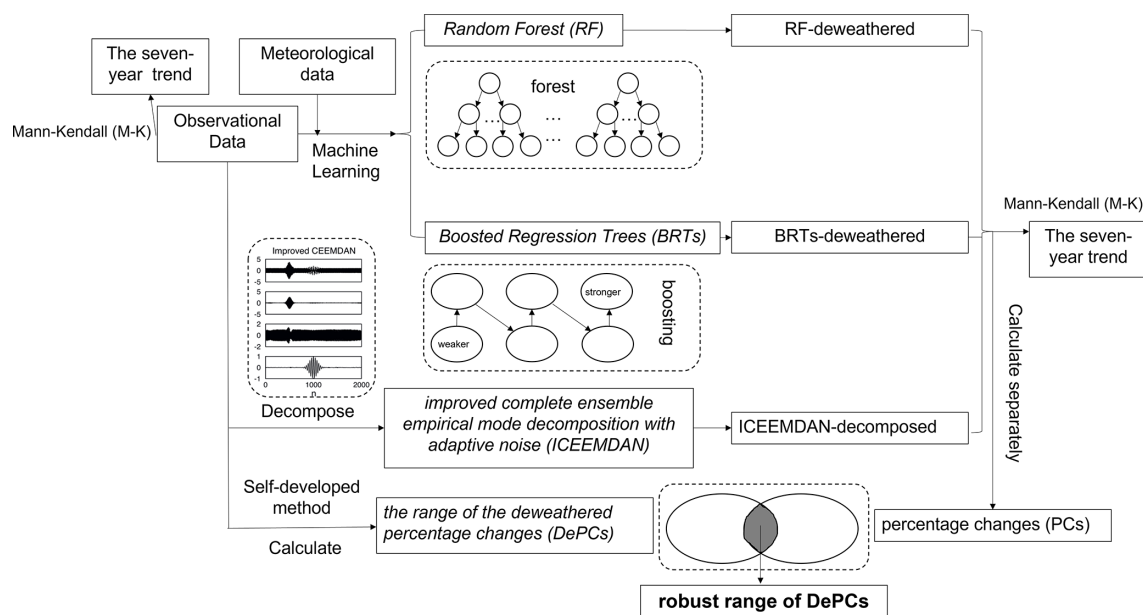 Random Forest (RF)
RF-deweathered
The seven-
year trend
Meteorological
data
forest
Mann-Kendall (M-K)
Observational
Data
Machine
Learning
...
...
...
...
...
Mann-Kendall (M-K)
The seven-
year trend
Boosted Regression Trees (BRTs)
BRTs-deweathered
Improved CEEMDAN
5
0
-5
5
0
-5
2
0
-2
1
0
-1
0 1000 2000
n
Decompose
stronger
weaker
boosting
Calculate separately
improved complete ensemble
empirical mode decomposition with
adaptive noise (ICEEMDAN)
ICEEMDAN-decomposed
Self-developed
method
Calculate
the range of the deweathered
percentage changes (DePCs)
percentage changes (PCs)
robust range of DePCs